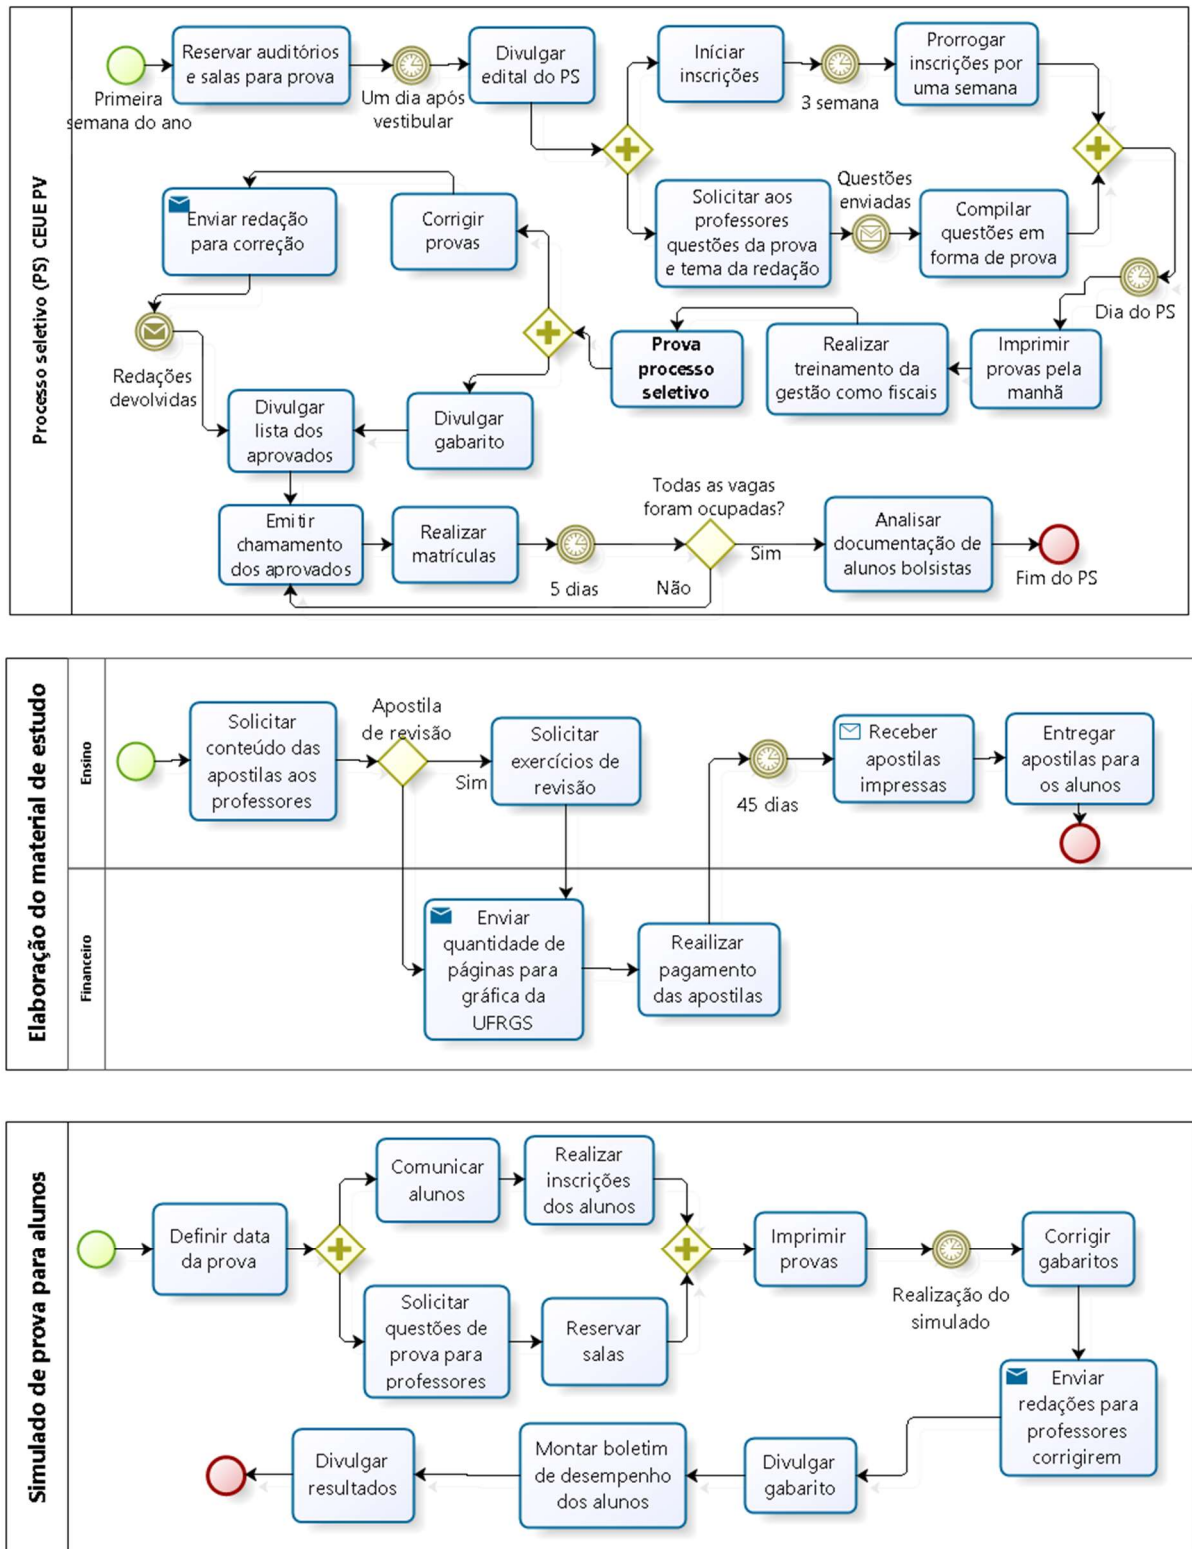 Processo seletivo (PS) CEUE PV
Primeira
semana do ano
Reservar auditórios
e salas para prova
Um dia após
vestibular
Divulgar
edital do PS
Iníciar
inscrições
3 semana
Prorrogar
inscrições por
uma semana
Solicitar aos
professores
questões da prova
e tema da redação
Questões
enviadas
Compilar
questões em
forma de prova
Dia do PS
Imprimir
provas pela
manhã
Realizar
treinamento da
gestão como fiscais
Prova
processo
seletivo
Corrigir
provas
Enviar redação
para correção
Redações
devolvidas
Divulgar
gabarito
Divulgar
lista dos
aprovados
Emitir
chamamento
dos aprovados
Realizar
matrículas
5 dias
Todas as vagas
foram ocupadas?
Sim
Não
Analisar
documentação de
alunos bolsistas
Fim do PS
Elaboração do material de estudo
Ensino
Solicitar
conteúdo das
apostilas aos
professores
Apostila
de revisão
Sim
Solicitar
exercícios de
revisão
45 dias
Receber
apostilas
impressas
Entregar
apostilas para
os alunos
Financeiro
Enviar
quantidade de
páginas para
gráfica da
UFRGS
Reailizar
pagamento
das apostilas
Simulado de prova para alunos
Definir data
da prova
Comunicar
alunos
Realizar
inscrições
dos alunos
Solicitar
questões de
prova para
professores
Reservar
salas
Imprimir
provas
Realização do
simulado
Corrigir
gabaritos
Enviar
redações para
professores
corrigirem
Divulgar
gabarito
Montar boletim
de desempenho
dos alunos
Divulgar
resultados